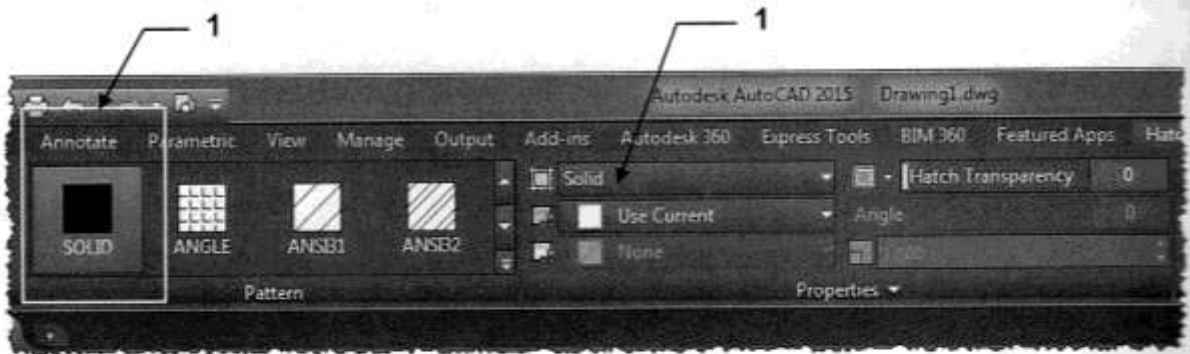 1 1
Autodesk AutoCAD 2015 Drawing1.dwg
Annotate Parametric View Manage Output Add-ins Autodesk 360 Express Tools BIM 360 Featured Apps Hatc
Solid Hatch Transparency 0
Use Current Angle 0
SOLID ANGLE ANSI31 ANSI32 None
Pattern Properties